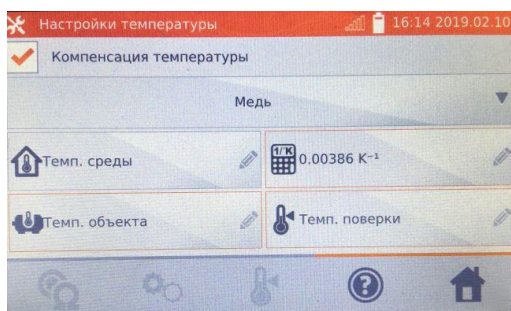 Настройки температуры 16:14 2019.02.10
Компенсация температуры
Медь
Темп. среды
1/°K 0.00386 K⁻¹
Темп. объекта
Темп. поверки